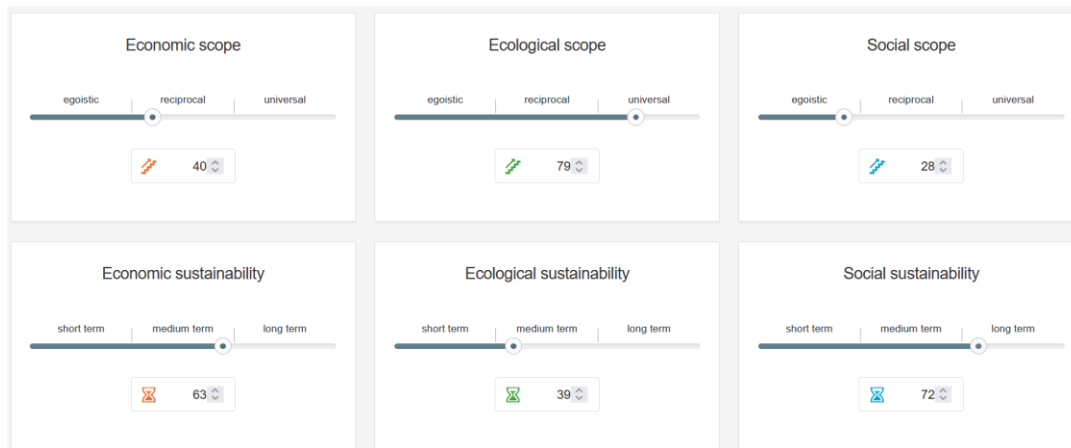 Economic scope
egoistic reciprocal universal
40
Ecological scope
egoistic reciprocal universal
79
Social scope
egoistic reciprocal universal
28
Economic sustainability
short term medium term long term
63
Ecological sustainability
short term medium term long term
39
Social sustainability
short term medium term long term
72